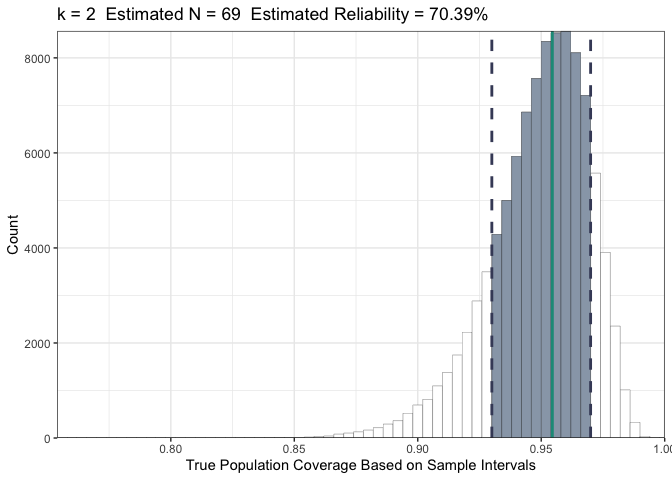 k = 2  Estimated N = 69  Estimated Reliability = 70.39%
8000
6000
4000
2000
0
Count
0.80 0.85 0.90 0.95 1.00
True Population Coverage Based on Sample Intervals